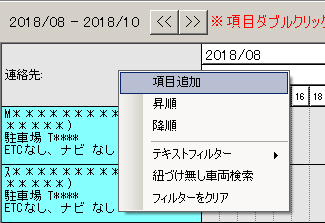 2018/08 - 2018/10 << >> ※項目ダブルクリッ
2018/08
連絡先:
16 18
項目追加
昇順
降順
テキストフィルター
紐づけ無し車両検索
フィルターをクリア
M*********
*****)
駐車場 T****
ETCなし、ナビ なし
ｽ*********
*****)
駐車場 T****
ETCなし、ナビ なし